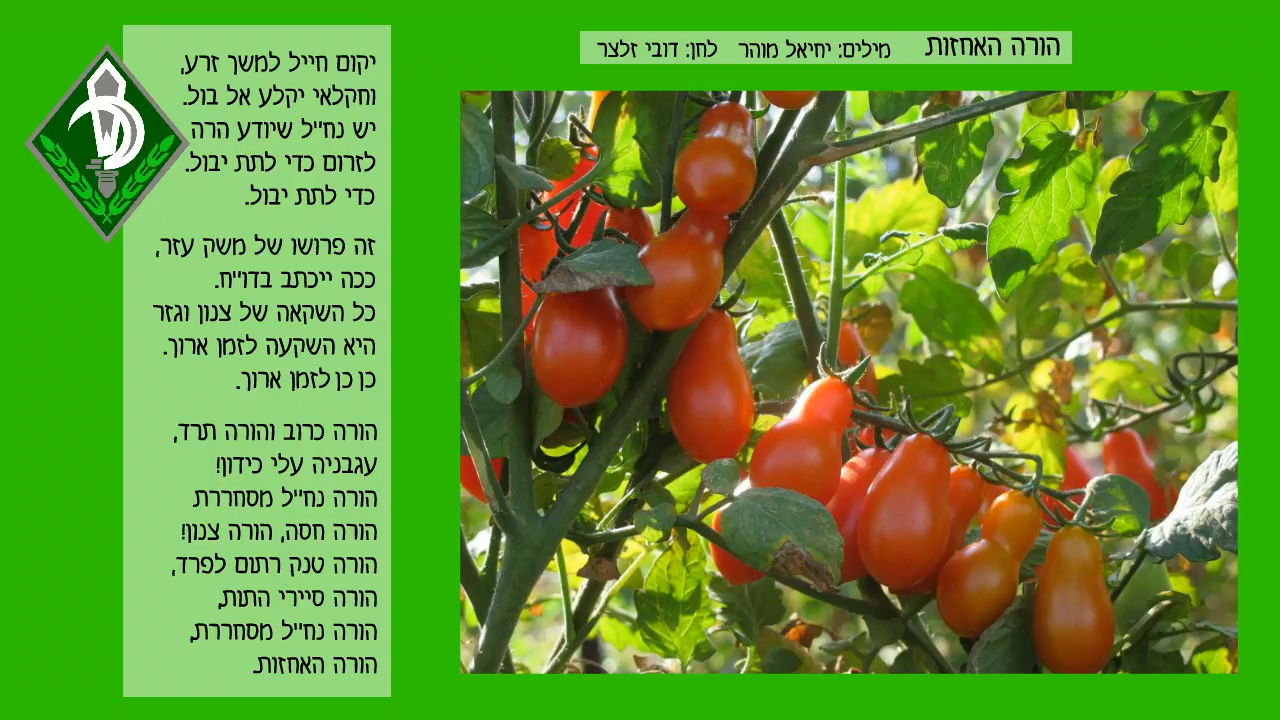 הורה האחזות
מילים: יחיאל מוהר לחן: דובי זלצר
יקום חייל למשך זרע,
וחקלאי יקלע אל בול.
יש נח"ל שיודע הרה
לזרום כדי לתת יבול.
כדי לתת יבול.
זה פרושו של משק עזר,
ככה ייכתב בדו"ח.
כל השקאה של צנון וגזר
היא השקעה לזמן ארוך.
כן כן לזמן ארוך.
הורה כרוב והורה תרד,
עגבניה עלי כידון!
הורה נח"ל מסחררת
הורה חסה, הורה צנון!
הורה טנק רתום לפרד,
הורה סיירי התות,
הורה נח"ל מסחררת,
הורה האחזות.